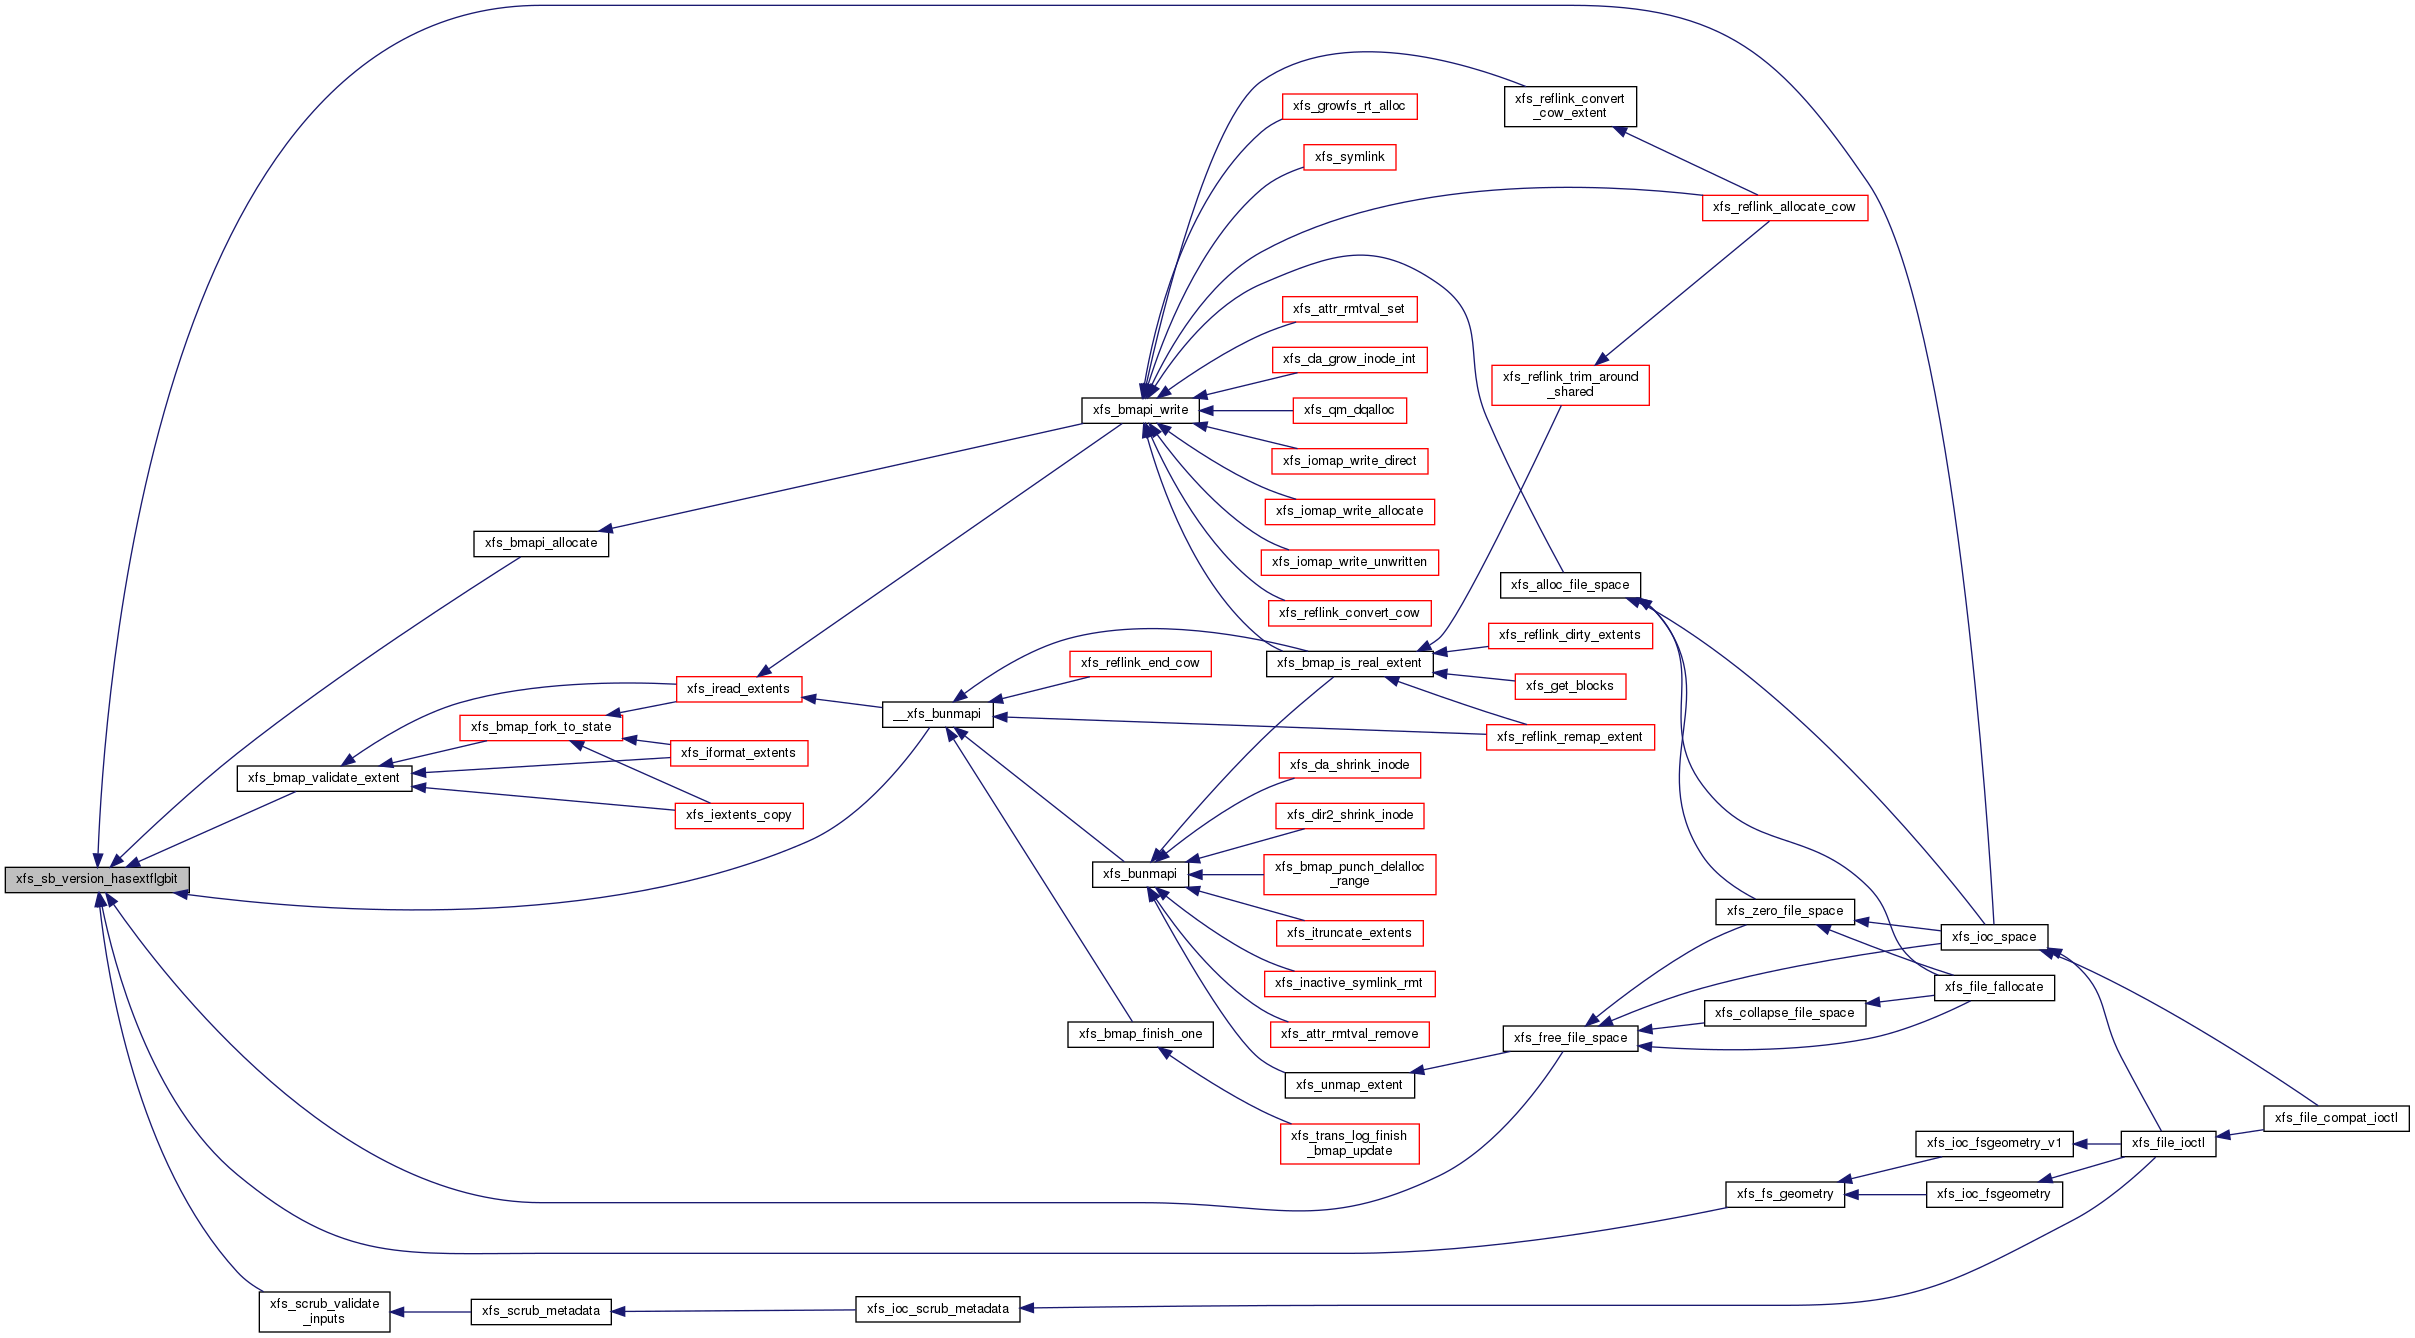 xfs_sb_version_hasextflgbit
xfs_bmap_validate_extent
xfs_scrub_validate
_inputs
xfs_bmapi_allocate
xfs_bmap_fork_to_state
xfs_scrub_metadata
xfs_iread_extents
xfs_iformat_extents
xfs_iextents_copy
__xfs_bunmapi
xfs_ioc_scrub_metadata
xfs_bmapi_write
xfs_reflink_end_cow
xfs_bunmapi
xfs_bmap_finish_one
xfs_growfs_rt_alloc
xfs_symlink
xfs_attr_rmtval_set
xfs_da_grow_inode_int
xfs_qm_dqalloc
xfs_iomap_write_direct
xfs_iomap_write_allocate
xfs_iomap_write_unwritten
xfs_reflink_convert_cow
xfs_bmap_is_real_extent
xfs_da_shrink_inode
xfs_dir2_shrink_inode
xfs_bmap_punch_delalloc
_range
xfs_itruncate_extents
xfs_inactive_symlink_rmt
xfs_attr_rmtval_remove
xfs_unmap_extent
xfs_trans_log_finish
_bmap_update
xfs_reflink_convert
_cow_extent
xfs_reflink_trim_around
_shared
xfs_alloc_file_space
xfs_reflink_dirty_extents
xfs_get_blocks
xfs_reflink_remap_extent
xfs_free_file_space
xfs_reflink_allocate_cow
xfs_zero_file_space
xfs_collapse_file_space
xfs_fs_geometry
xfs_ioc_space
xfs_file_fallocate
xfs_ioc_fsgeometry_v1
xfs_ioc_fsgeometry
xfs_file_ioctl
xfs_file_compat_ioctl